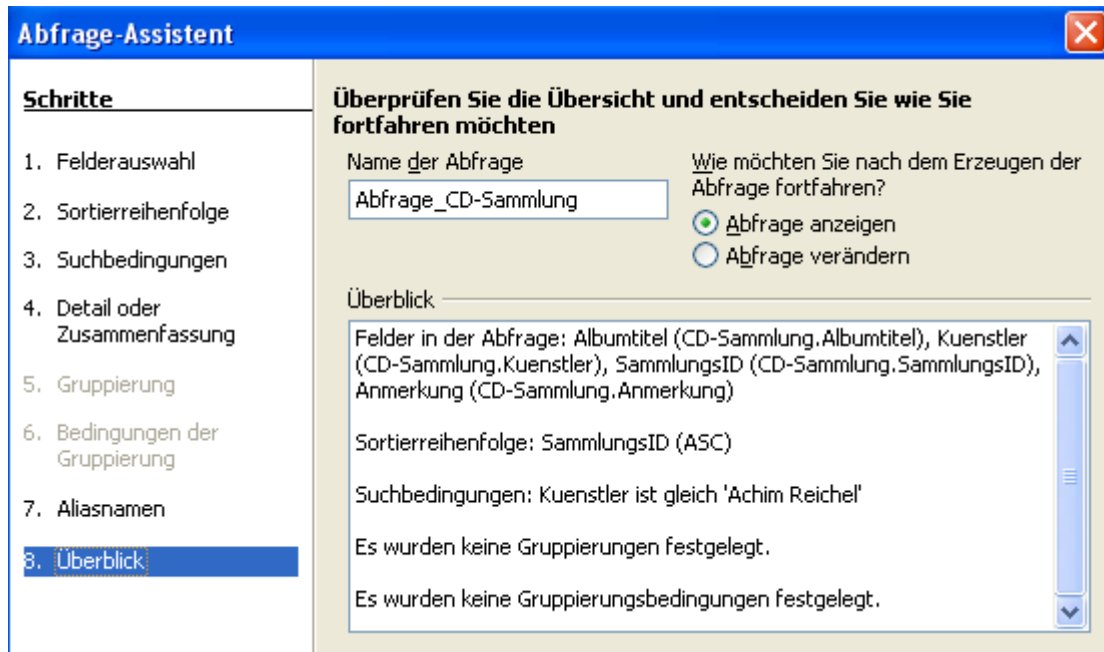 Abfrage-Assistent
Schritte
1. Felderauswahl
2. Sortierreihenfolge
3. Suchbedingungen
4. Detail oder
Zusammenfassung
5. Gruppierung
6. Bedingungen der
Gruppierung
7. Aliasnamen
8. Überblick
Überprüfen Sie die Übersicht und entscheiden Sie wie Sie
fortfahren möchten
Name der Abfrage
Abfrage_CD-Sammlung
Wie möchten Sie nach dem Erzeugen der
Abfrage fortfahren?
Abfrage anzeigen
Abfrage verändern
Überblick
Felder in der Abfrage: Albumtitel (CD-Sammlung.Albumtitel), Kuenstler
(CD-Sammlung.Kuenstler), SammlungsID (CD-Sammlung.SammlungsID),
Anmerkung (CD-Sammlung.Anmerkung)
Sortierreihenfolge: SammlungsID (ASC)
Suchbedingungen: Kuenstler ist gleich 'Achim Reichel'
Es wurden keine Gruppierungen festgelegt.
Es wurden keine Gruppierungsbedingungen festgelegt.